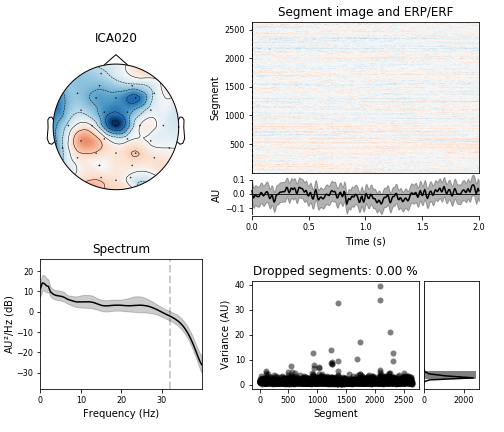 ICA020
Segment image and ERP/ERF
2500
2000
1500
1000
500
Segment
0.1
0.0
−0.1
AU
0.0 0.5 1.0 1.5 2.0
Time (s)
Spectrum
20
10
0
−10
−20
−30
AU²/Hz (dB)
0 10 20 30
Frequency (Hz)
Dropped segments: 0.00 %
40
30
20
10
0
Variance (AU)
0 500 1000 1500 2000 2500
Segment
0 2000